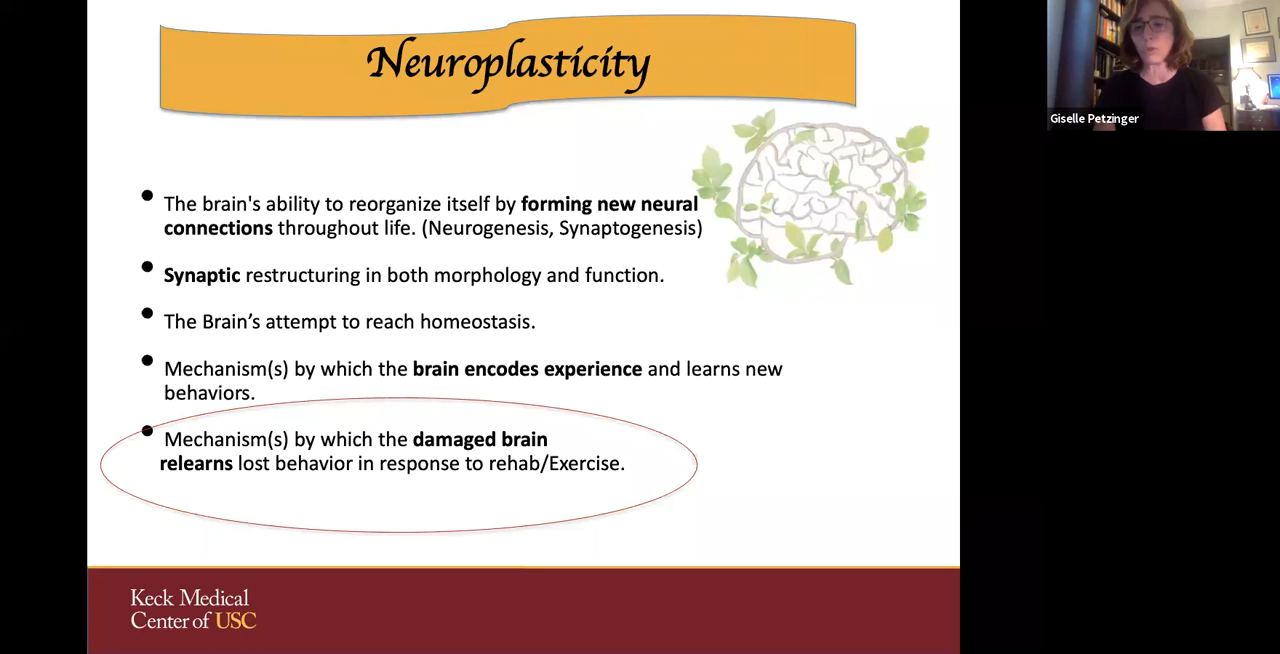 Neuroplasticity
The brain's ability to reorganize itself by forming new neural
connections throughout life. (Neurogenesis, Synaptogenesis)
Synaptic restructuring in both morphology and function.
The Brain’s attempt to reach homeostasis.
Mechanism(s) by which the brain encodes experience and learns new
behaviors.
Mechanism(s) by which the damaged brain
relearns lost behavior in response to rehab/Exercise.
Keck Medical
Center of USC
Giselle Petzinger